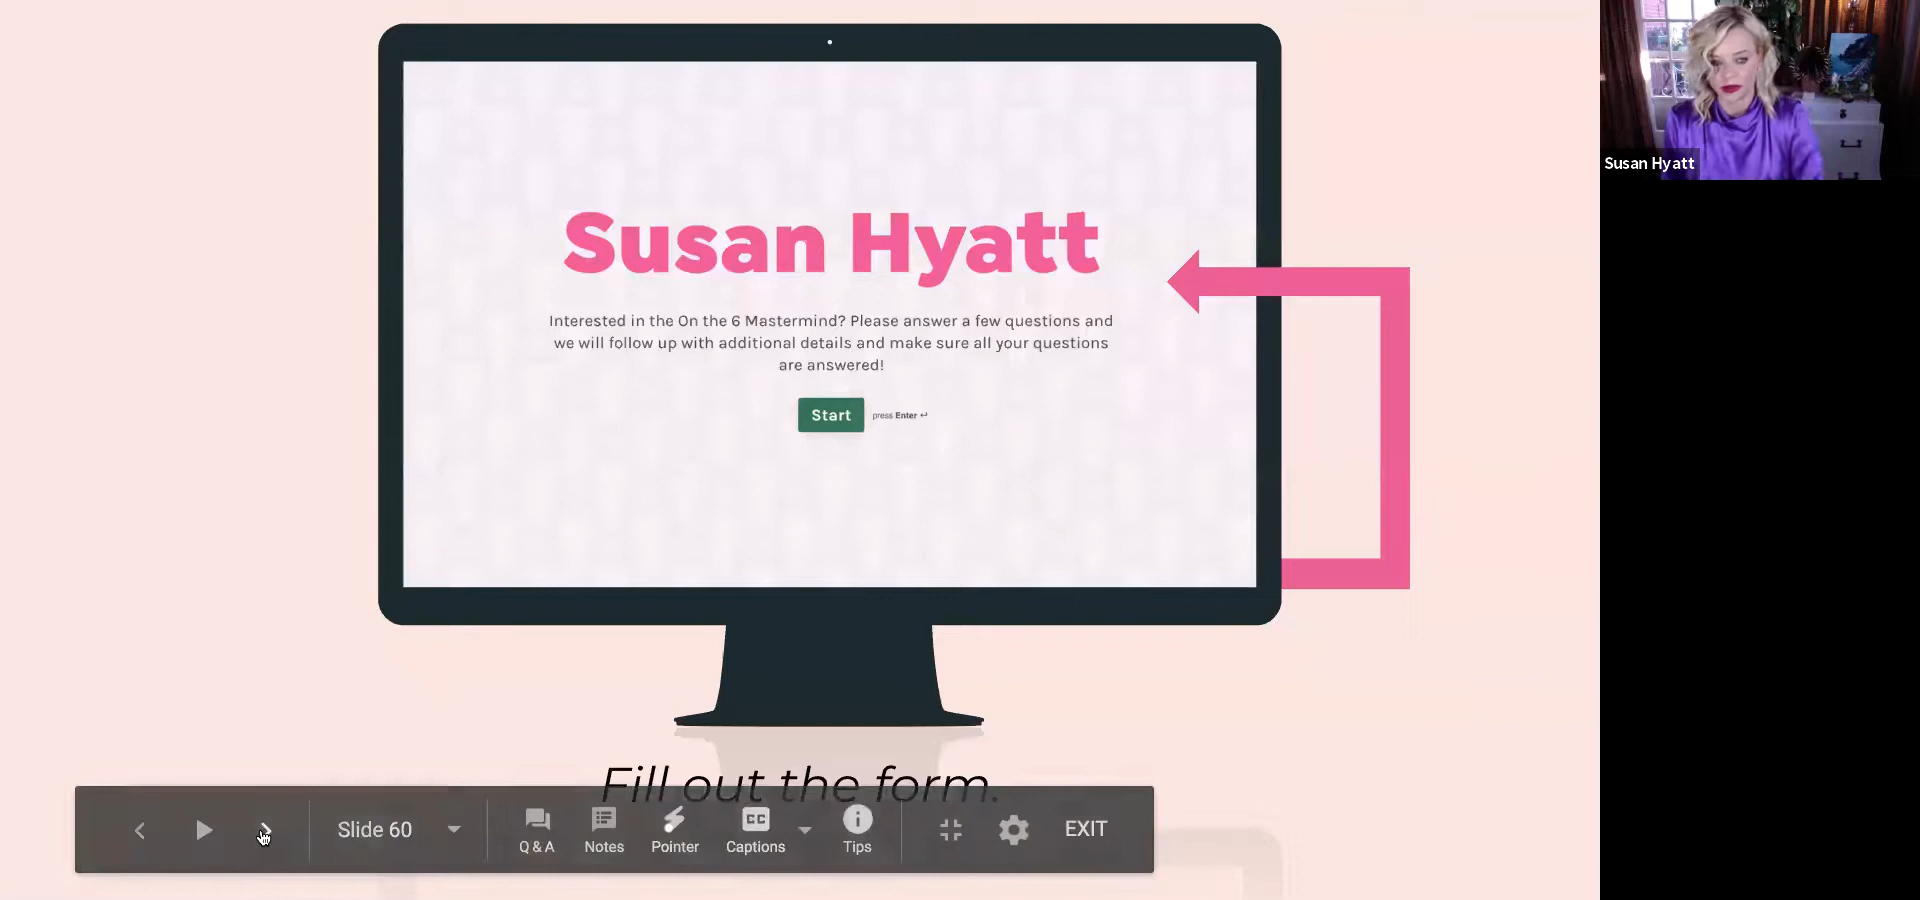 Susan Hyatt
Susan Hyatt
Interested in the On the 6 Mastermind? Please answer a few questions and
we will follow up with additional details and make sure all your questions
are answered!
Start
press Enter ↵
Fill out the form.
Slide 60
Q & A
Notes
Pointer
CC
Captions
Tips
EXIT